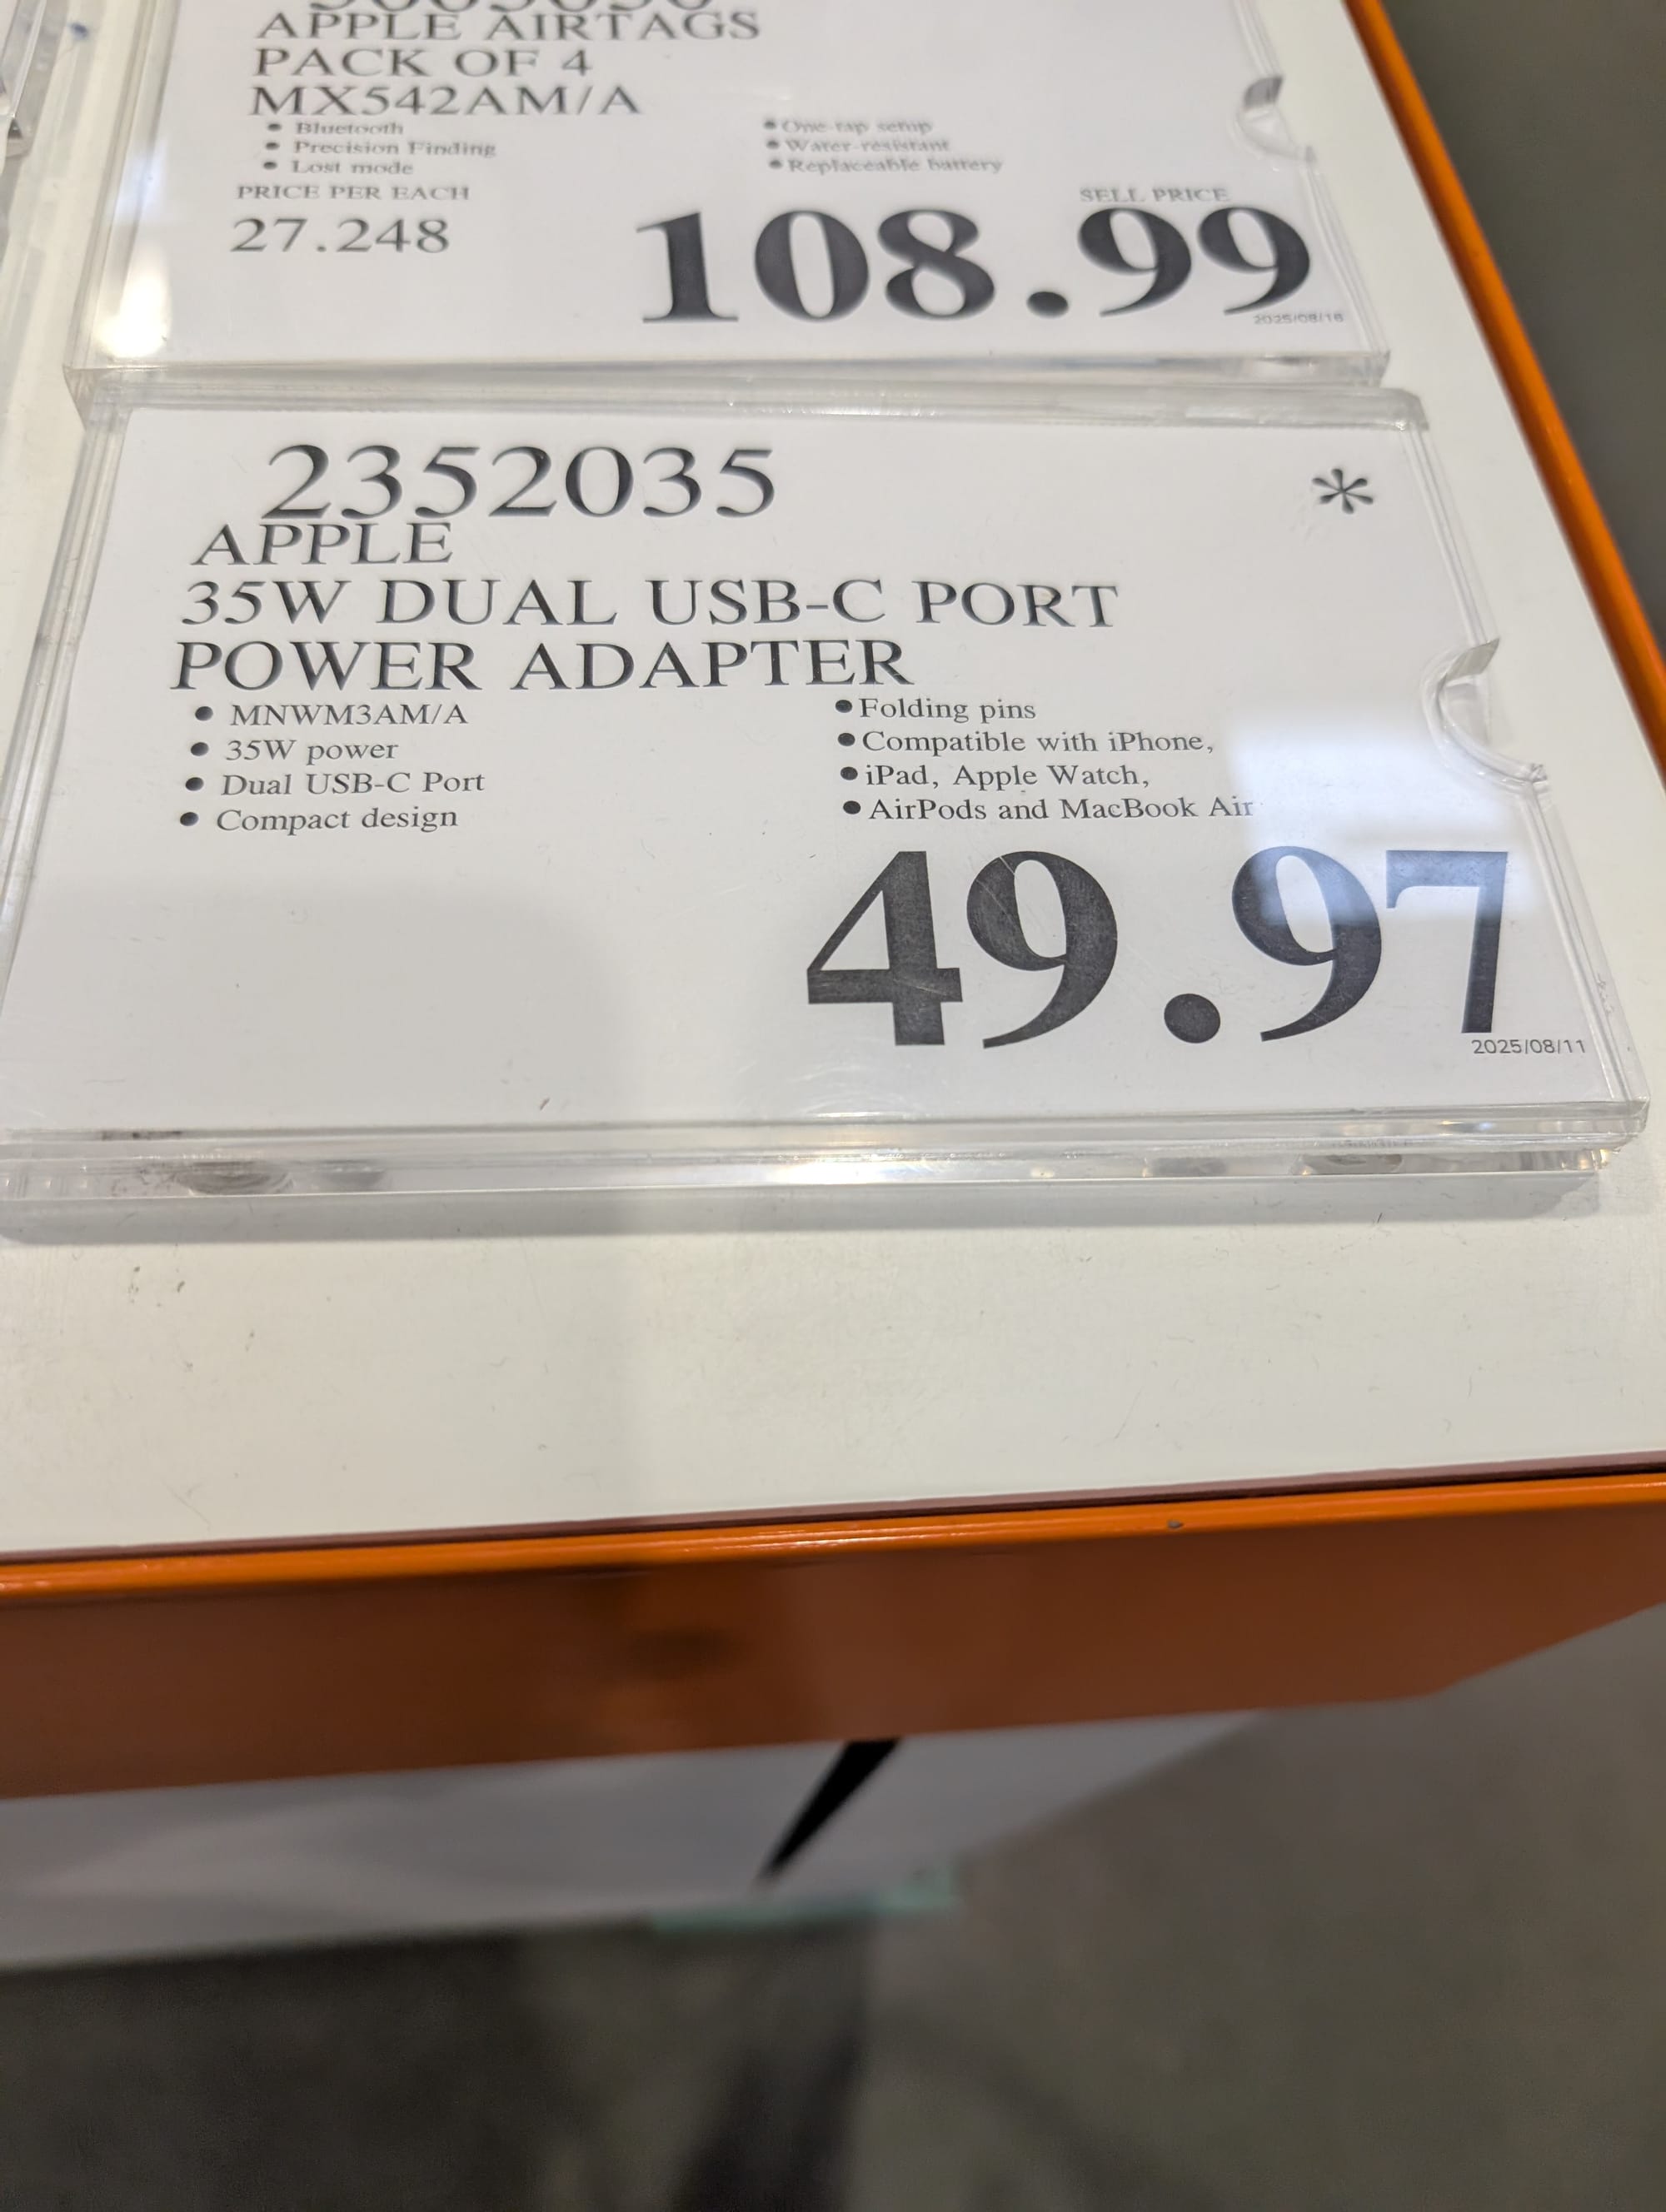 APPLE AIRTAGS
PACK OF 4
MX542AM/A
• Bluetooth
• Precision Finding
• Lost mode
• One-tap setup
• Water-resistant
• Replaceable battery
PRICE PER EACH
27.248
SELL PRICE
108.99
2025/08/16
2352035
*
APPLE
35W DUAL USB-C PORT
POWER ADAPTER
• MNWM3AM/A
• 35W power
• Dual USB-C Port
• Compact design
• Folding pins
• Compatible with iPhone,
• iPad, Apple Watch,
• AirPods and MacBook Air
49.97
2025/08/11